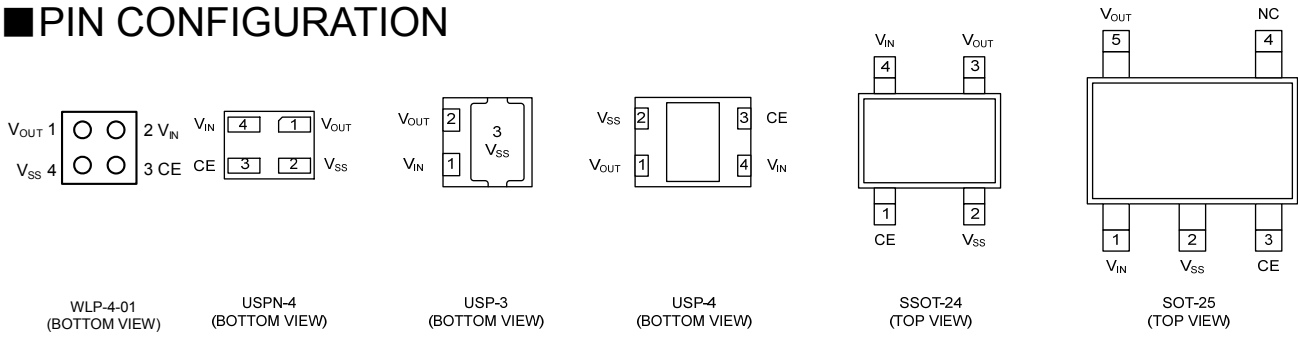 ■PIN CONFIGURATION
VOUT 1
2 VIN
VSS 4
3 CE
WLP-4-01
(BOTTOM VIEW)
VIN 4 1 VOUT
CE 3 2 VSS
USPN-4
(BOTTOM VIEW)
VOUT 2
3
VSS
VIN 1
USP-3
(BOTTOM VIEW)
VSS 2 3 CE
VOUT 1 4 VIN
USP-4
(BOTTOM VIEW)
VIN VOUT
4 3
1 2
CE VSS
SSOT-24
(TOP VIEW)
VOUT NC
5 4
1 2 3
VIN VSS CE
SOT-25
(TOP VIEW)